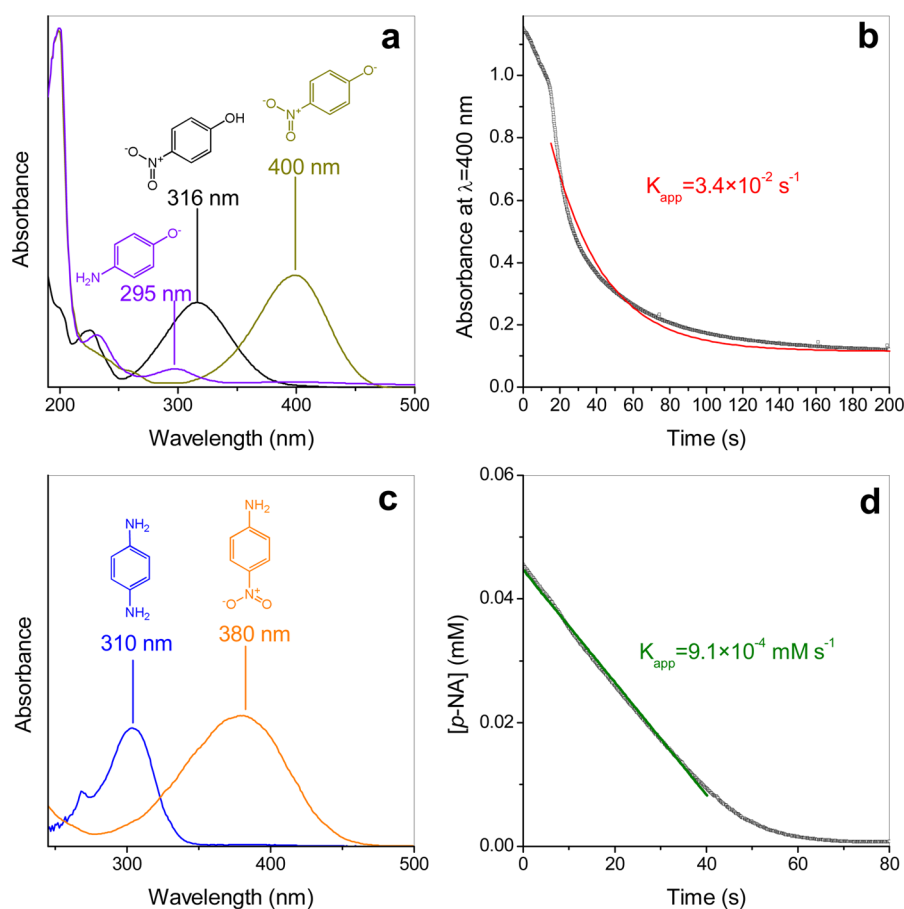 a
Absorbance
O⁻
⁻O N⁺
O
OH
⁻O N⁺
O
400 nm
316 nm
O⁻
H₂N
295 nm
200 300 400 500
Wavelength (nm)
b
Absorbance at λ=400 nm
1.0
0.8
0.6
0.4
0.2
0.0
K_app=3.4×10⁻² s⁻¹
0 20 40 60 80 100 120 140 160 180 200
Time (s)
c
Absorbance
NH₂
NH₂
310 nm
NH₂
N⁺
⁻O O
380 nm
300 400 500
Wavelength (nm)
d
[p-NA] (mM)
0.06
0.04
0.02
0.00
K_app=9.1×10⁻⁴ mM s⁻¹
0 20 40 60 80
Time (s)